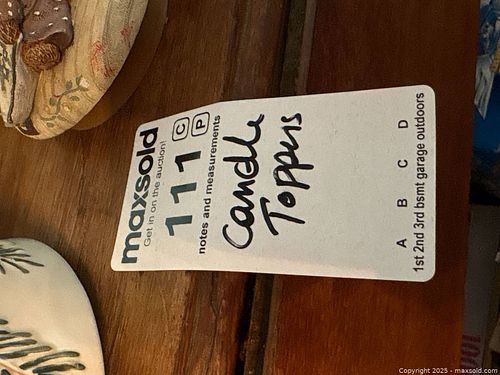 maxsold
Get in on the auction!
111 C P
notes and measurements
Candle
Toppers
A B C D
1st 2nd 3rd bsmt garage outdoors
Copyright 2025 - maxsold.com